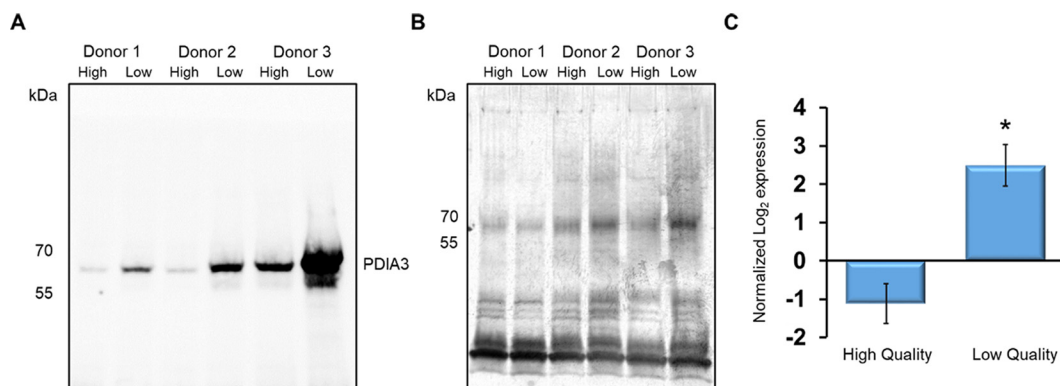 A
Donor 1 Donor 2 Donor 3
High Low High Low High Low
kDa
70
55
PDIA3
B
Donor 1 Donor 2 Donor 3
High Low High Low High Low
kDa
70
55
C
Normalized Log2 expression
4
3
2
1
0
-1
-2
*
High Quality Low Quality